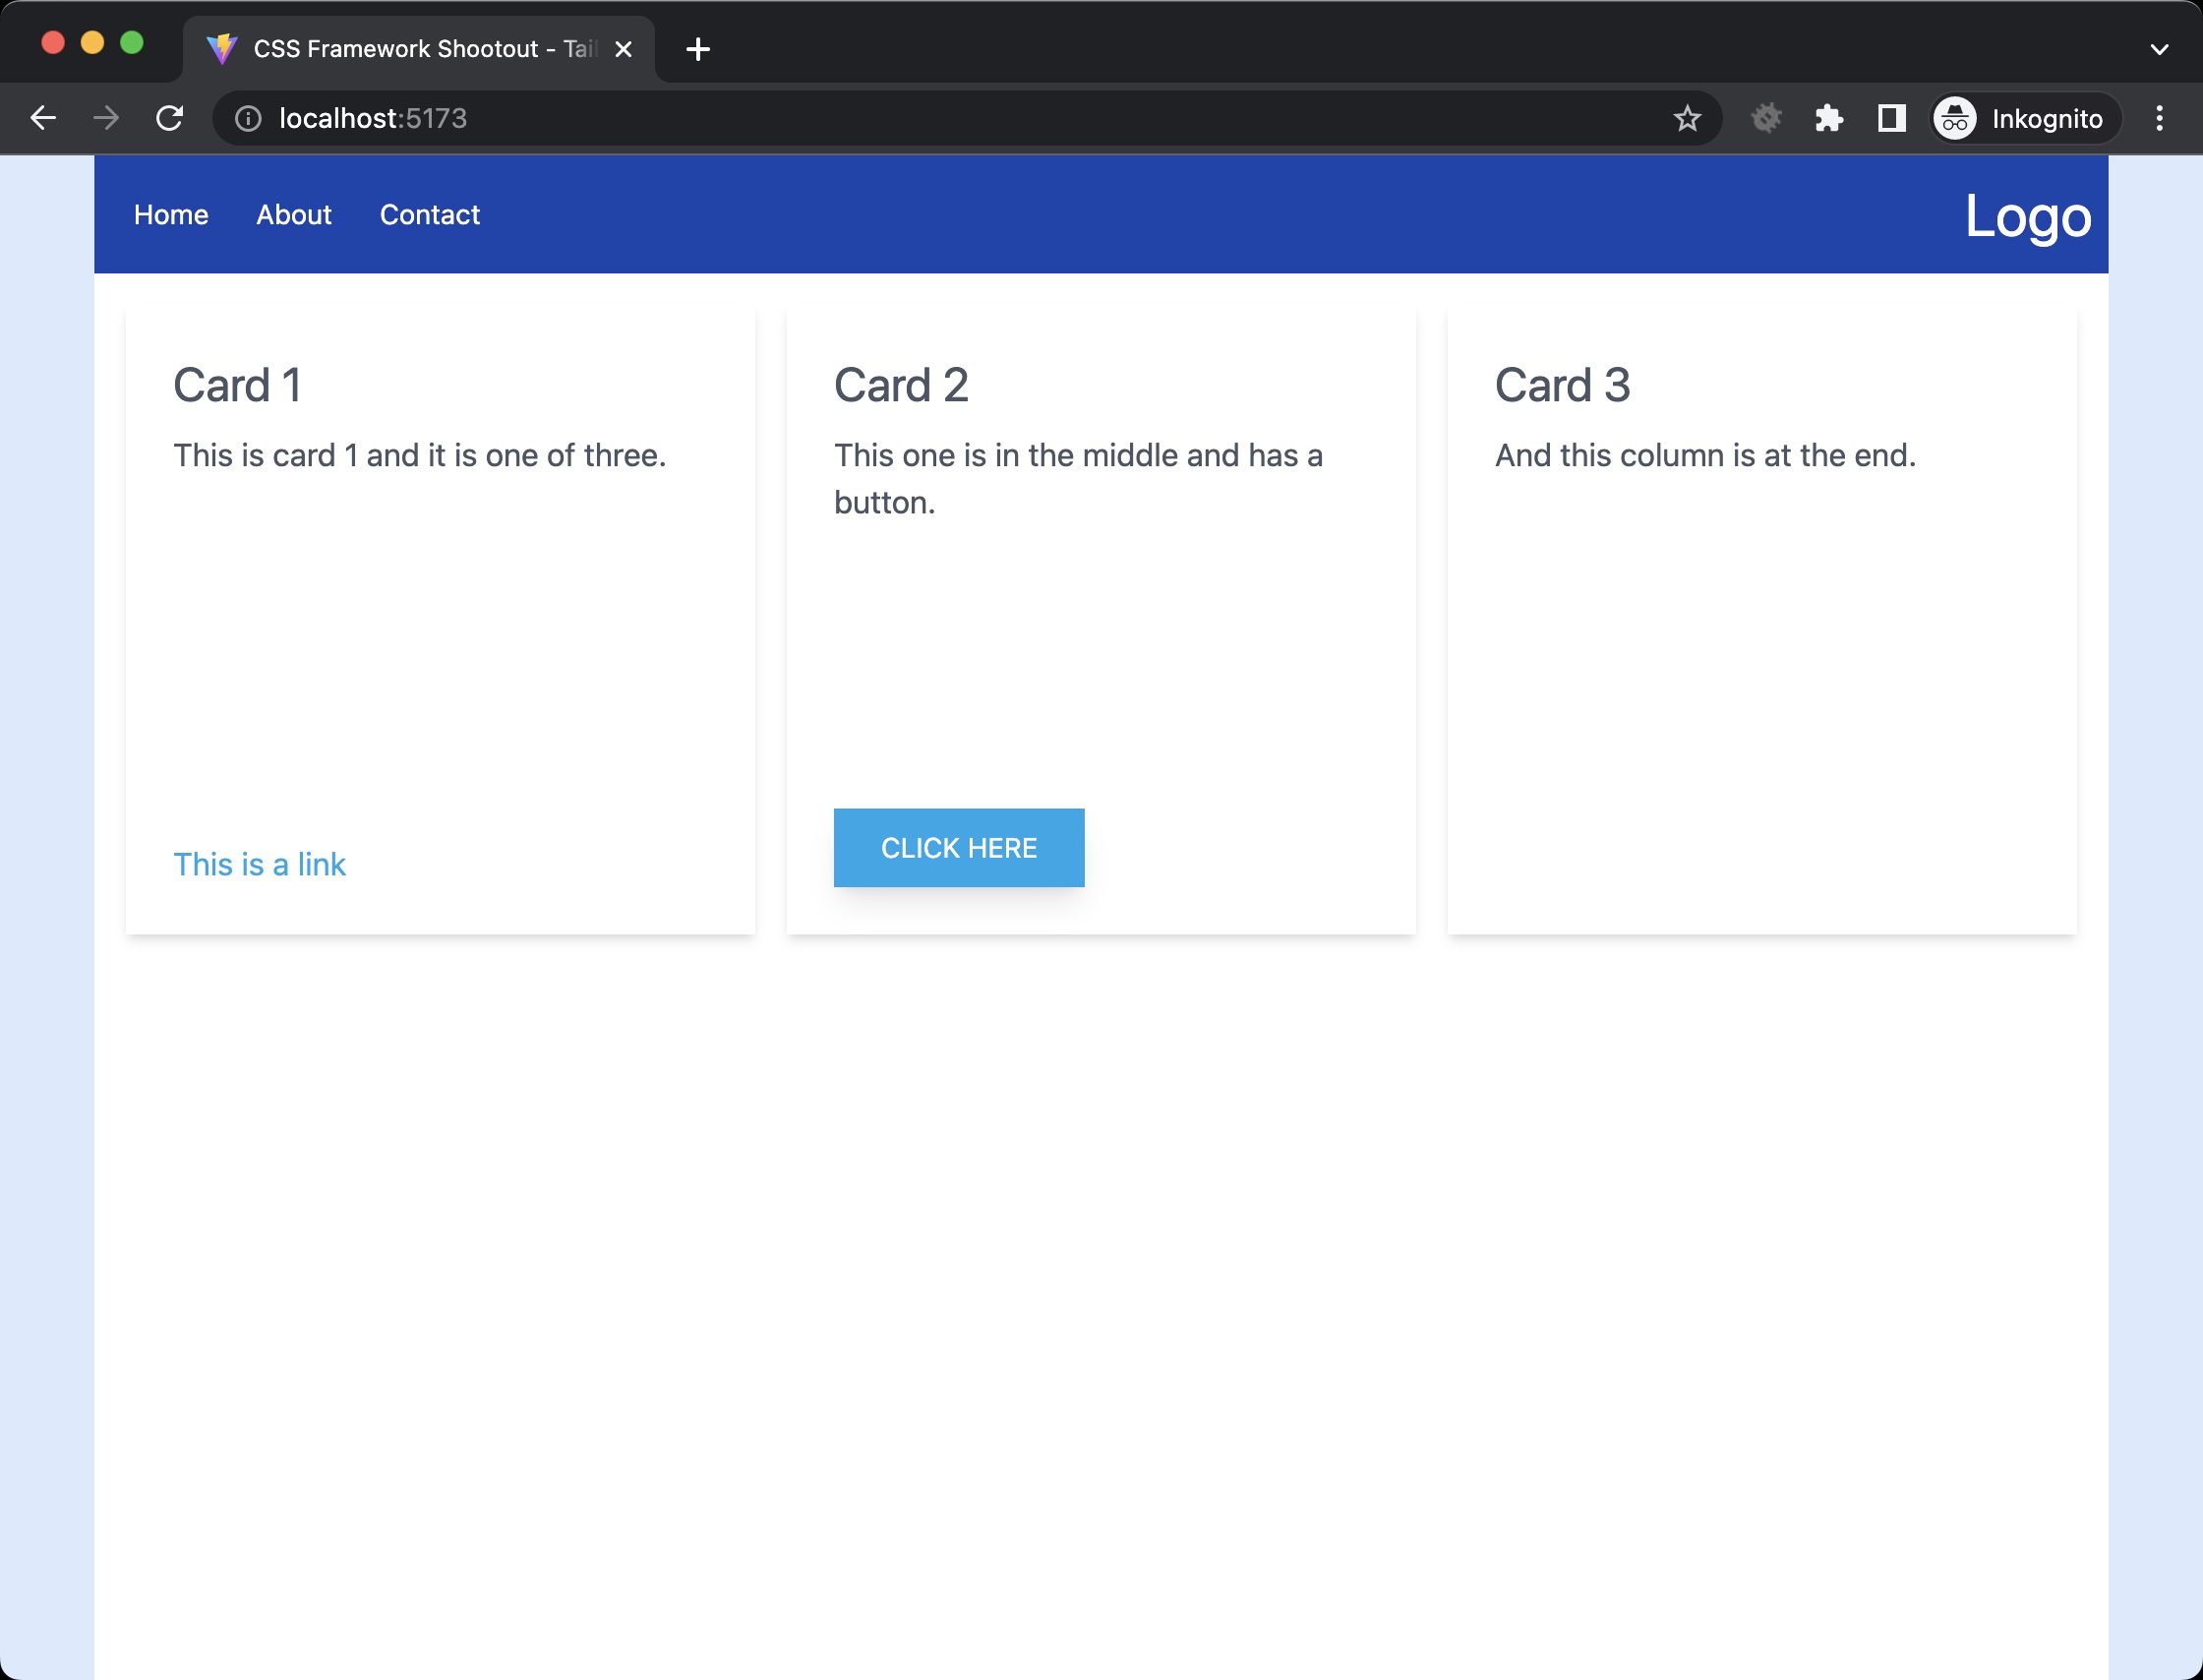 CSS Framework Shootout - Tail
localhost:5173
Inkognito
Home About Contact Logo
Card 1
This is card 1 and it is one of three.
This is a link
Card 2
This one is in the middle and has a
button.
CLICK HERE
Card 3
And this column is at the end.